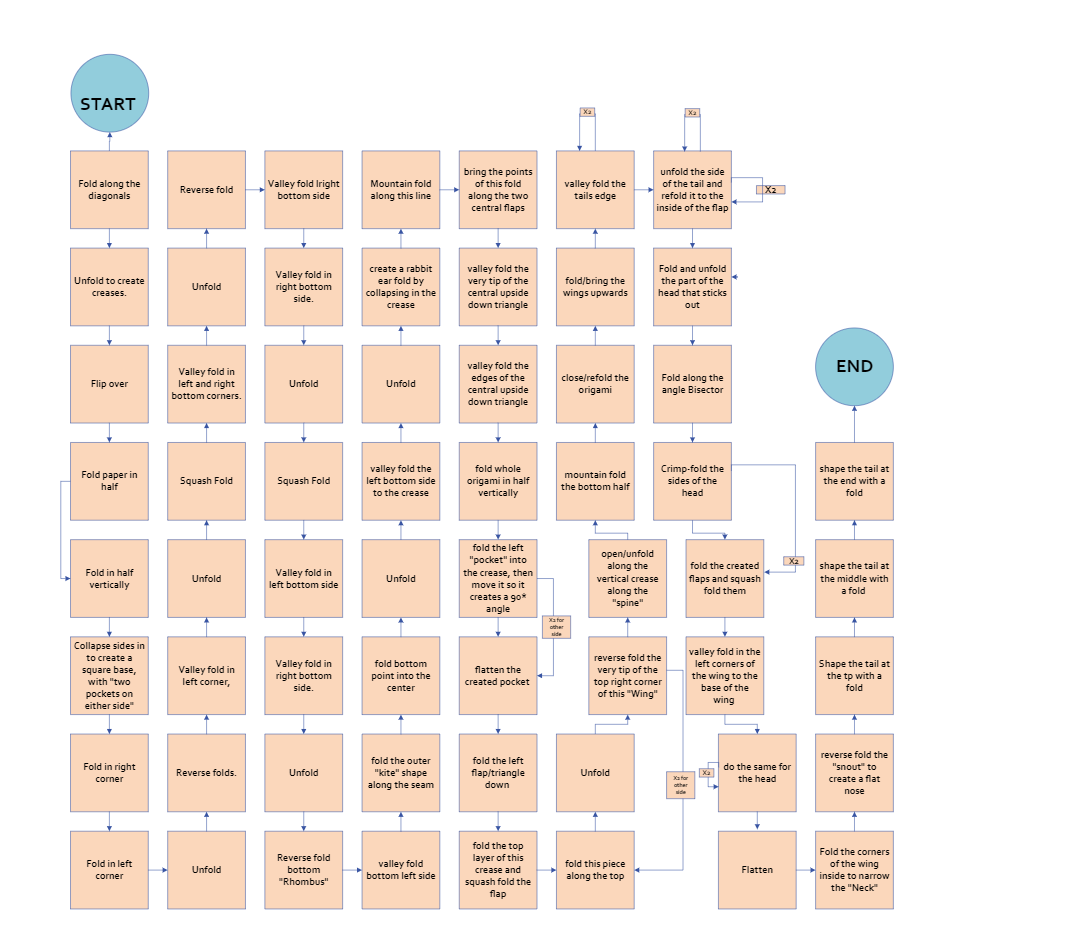 START
Fold along the
diagonals
Unfold to create
creases.
Flip over
Fold paper in
half
Fold in half
vertically
Collapse sides in
to create a
square base,
with "two
pockets on
either side"
Fold in right
corner
Fold in left
corner
Unfold
Reverse folds.
Valley fold in
left corner,
Unfold
Squash Fold
Valley fold in
left and right
bottom corners.
Unfold
Reverse fold
Valley fold lright
bottom side
Valley fold in
right bottom
side.
Unfold
Squash Fold
Valley fold in
left bottom side
Valley fold in
right bottom
side.
Unfold
Reverse fold
bottom
"Rhombus"
valley fold
bottom left side
fold the outer
"kite" shape
along the seam
fold bottom
point into the
center
Unfold
valley fold the
left bottom side
to the crease
Unfold
create a rabbit
ear fold by
collapsing in the
crease
Mountain fold
along this line
bring the points
of this fold
along the two
central flaps
valley fold the
very tip of the
central upside
down triangle
valley fold the
edges of the
central upside
down triangle
fold whole
origami in half
vertically
fold the left
"pocket" into
the crease, then
move it so it
creates a 90*
angle
X2 for
other
side
flatten the
created pocket
fold the left
flap/triangle
down
fold the top
layer of this
crease and
squash fold the
flap
fold this piece
along the top
Unfold
reverse fold the
very tip of the
top right corner
of this "Wing"
X2 for
other
side
open/unfold
along the
vertical crease
along the
"spine"
mountain fold
the bottom half
close/refold the
origami
fold/bring the
wings upwards
valley fold the
tails edge
X2
unfold the side
of the tail and
refold it to the
inside of the flap
X2
X2
Fold and unfold
the part of the
head that sticks
out
Fold along the
angle Bisector
Crimp-fold the
sides of the
head
X2
fold the created
flaps and squash
fold them
valley fold in the
left corners of
the wing to the
base of the
wing
do the same for
the head
X2
Flatten
Fold the corners
of the wing
inside to narrow
the "Neck"
reverse fold the
"snout" to
create a flat
nose
Shape the tail at
the tp with a
fold
shape the tail at
the middle with
a fold
shape the tail at
the end with a
fold
END